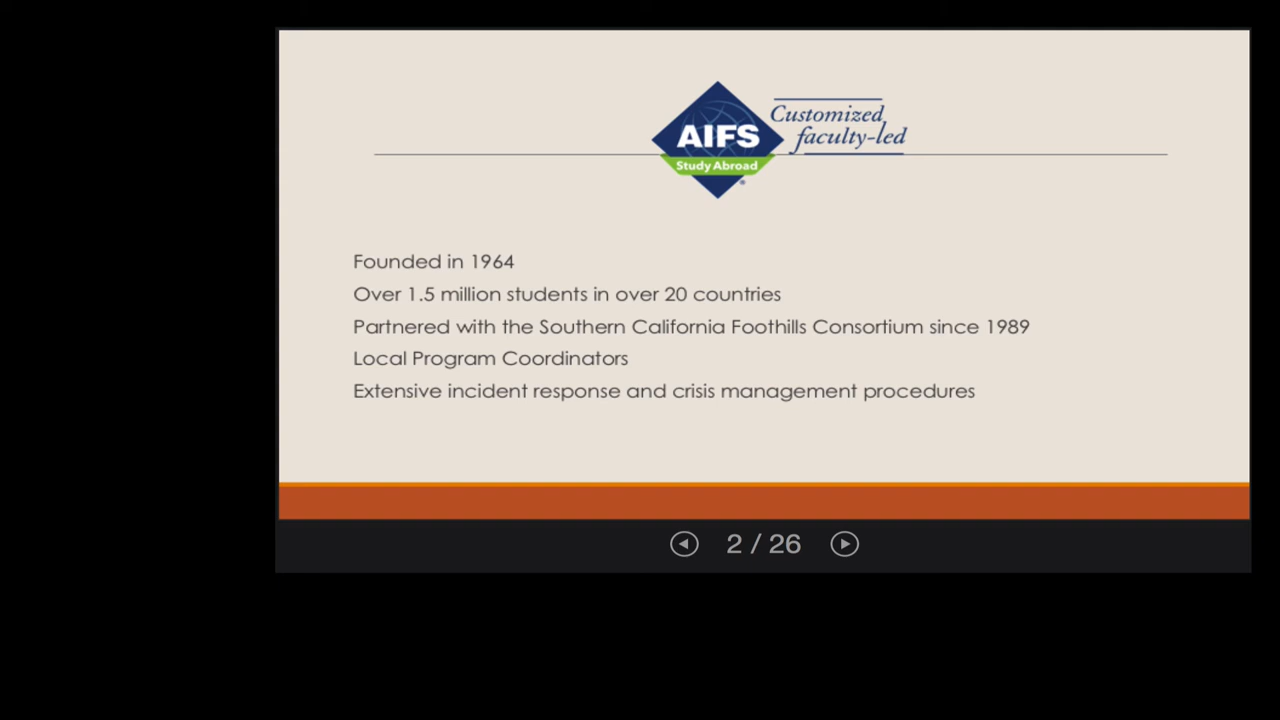 AIFS
Study Abroad
Customized
faculty-led
Founded in 1964
Over 1.5 million students in over 20 countries
Partnered with the Southern California Foothills Consortium since 1989
Local Program Coordinators
Extensive incident response and crisis management procedures
2 / 26